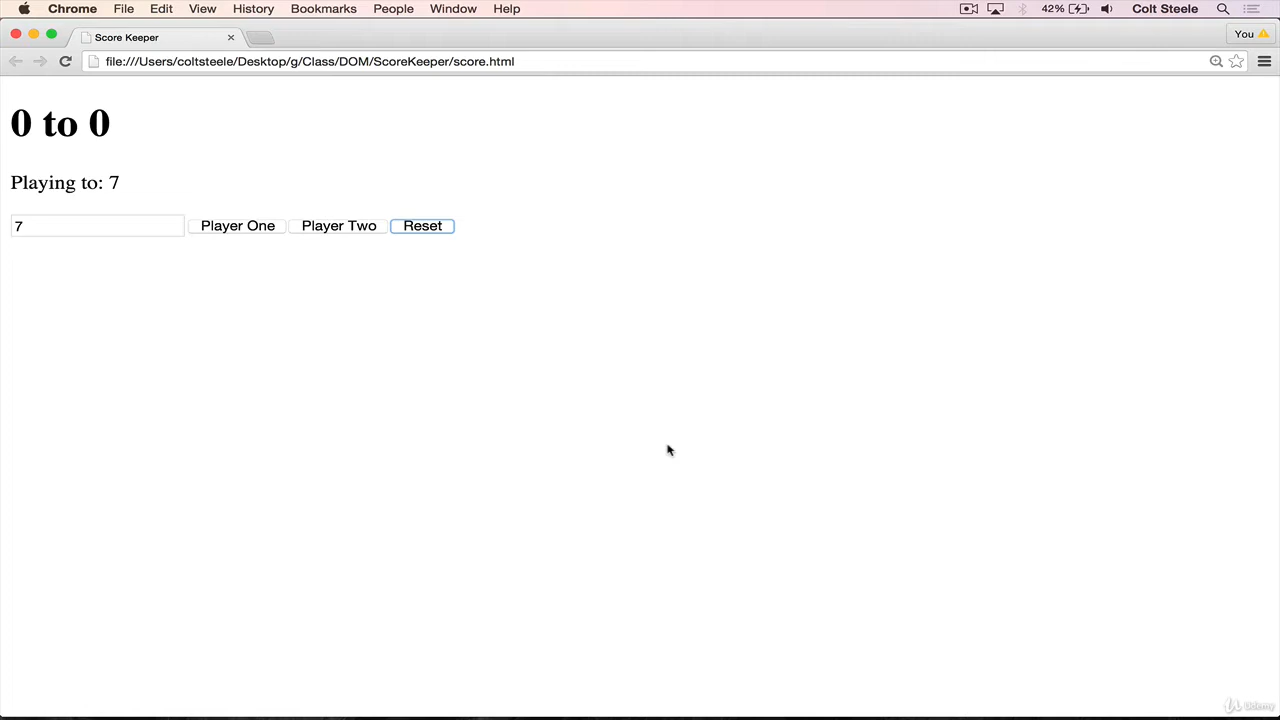 Chrome File Edit View History Bookmarks People Window Help 42% Colt Steele
Score Keeper You
file:///Users/coltsteele/Desktop/g/Class/DOM/ScoreKeeper/score.html
0 to 0
Playing to: 7
7 Player One Player Two Reset
Udemy